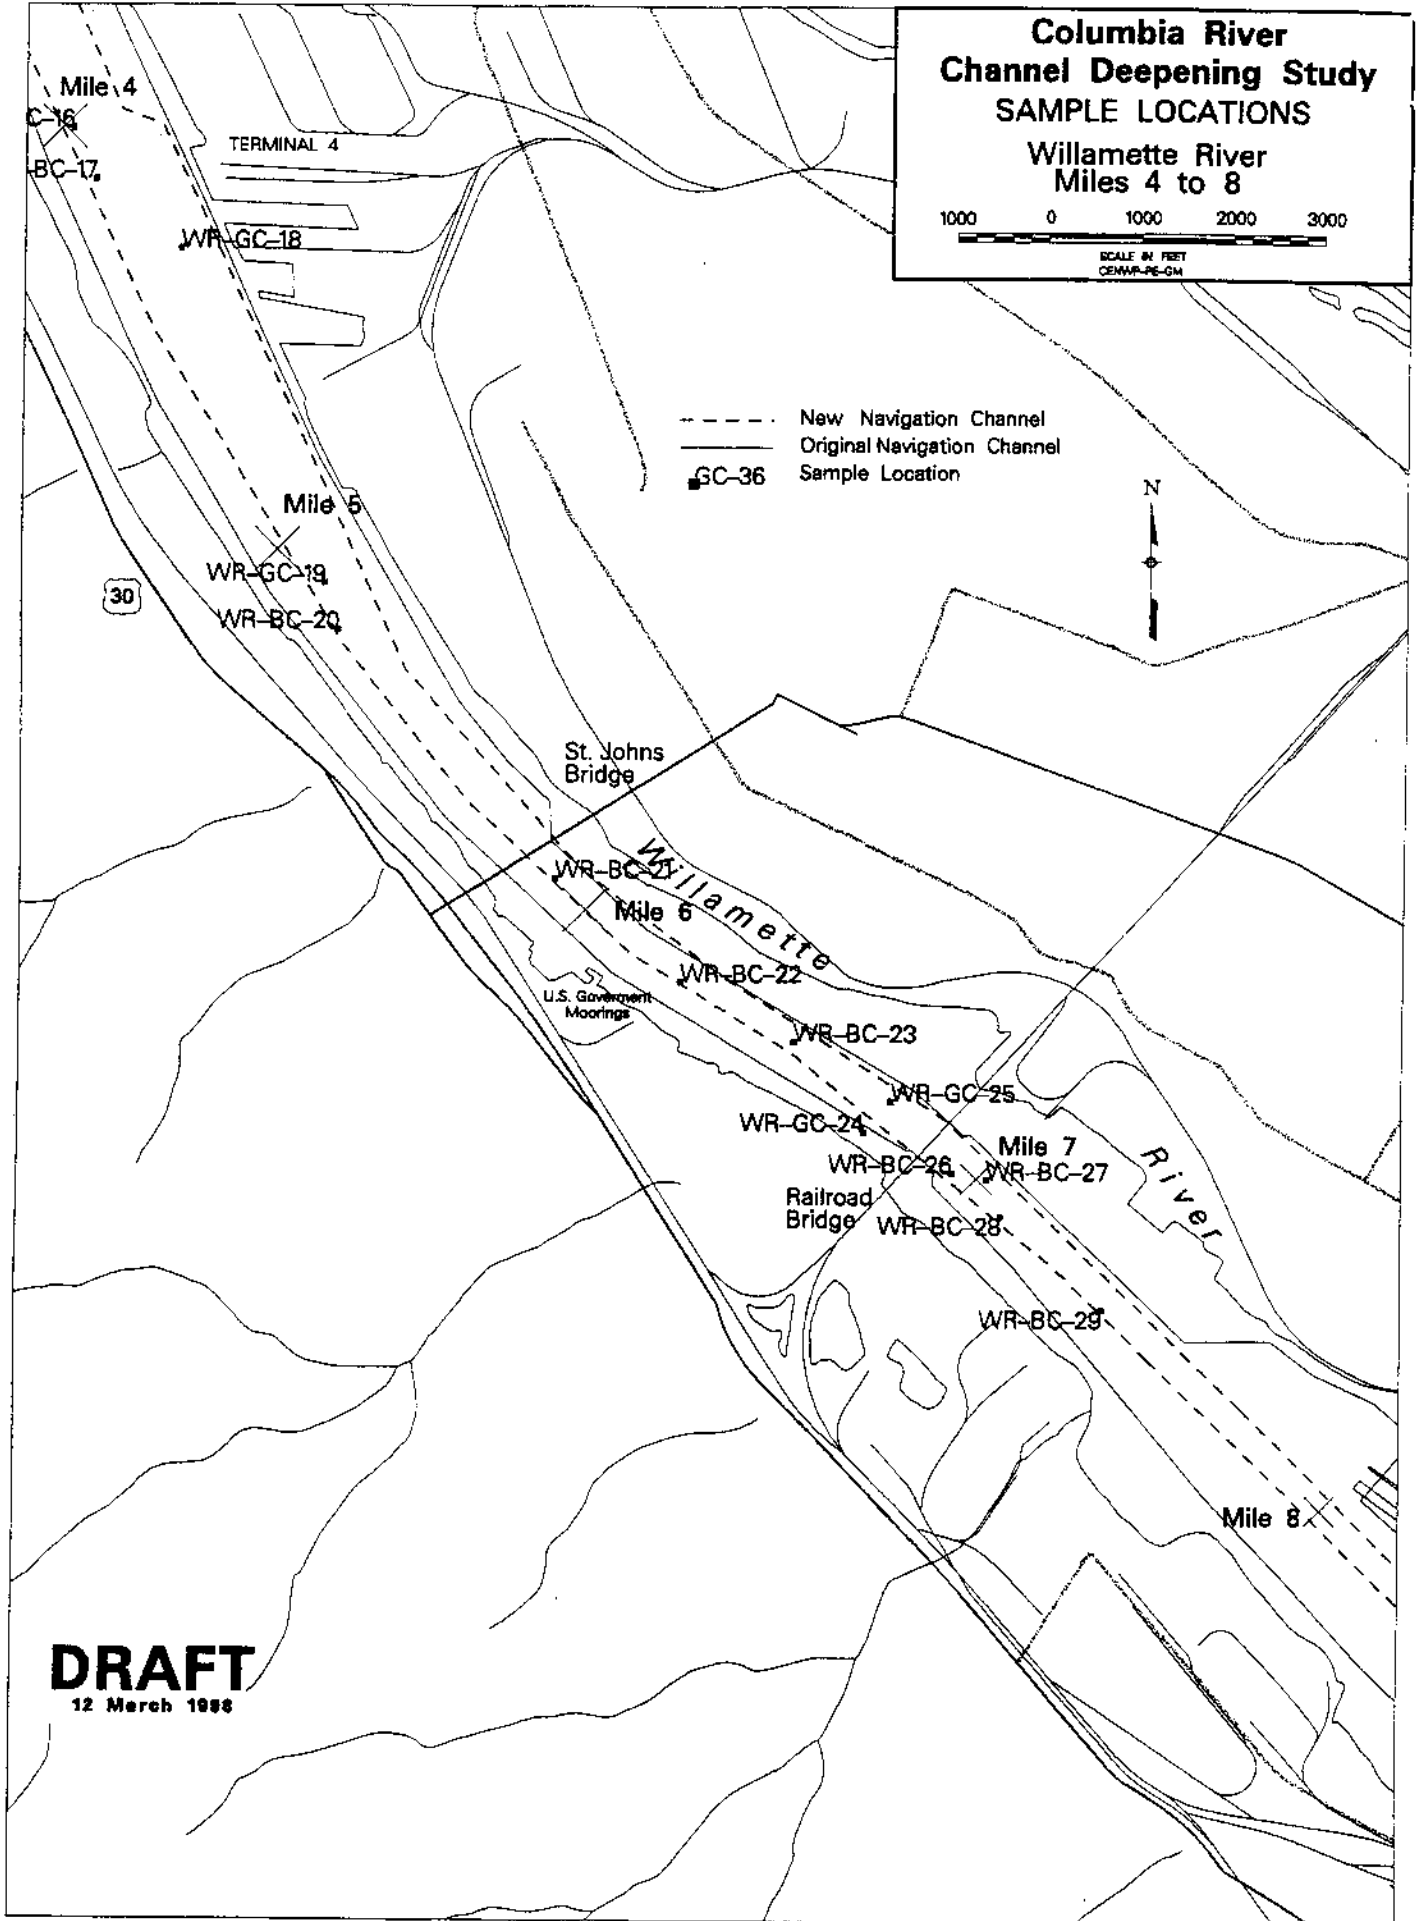 Columbia River
Channel Deepening Study
SAMPLE LOCATIONS
Willamette River
Miles 4 to 8
1000 0 1000 2000 3000
SCALE IN FEET
CENWP-PE-GM
Mile 4
C-16
-BC-17
TERMINAL 4
WR-GC-18
New Navigation Channel
Original Navigation Channel
GC-36 Sample Location
N
Mile 5
WR-GC-19
30
WR-BC-20
St. Johns
Bridge
Willamette
WR-BC-21
Mile 6
WR-BC-22
U.S. Goverment
Moorings
WR-BC-23
WR-GC-25
WR-GC-24
Mile 7
WR-BC-26
WR-BC-27
River
Railroad
Bridge
WR-BC-28
WR-BC-29
Mile 8
DRAFT
12 March